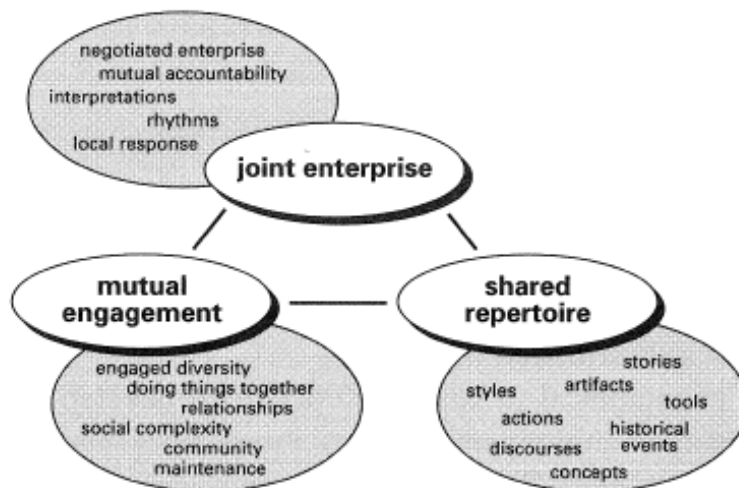 negotiated enterprise
mutual accountability
interpretations
rhythms
local response
joint enterprise
mutual
engagement
engaged diversity
doing things together
relationships
social complexity
community
maintenance
shared
repertoire
stories
styles
artifacts
tools
actions
historical
events
discourses
concepts